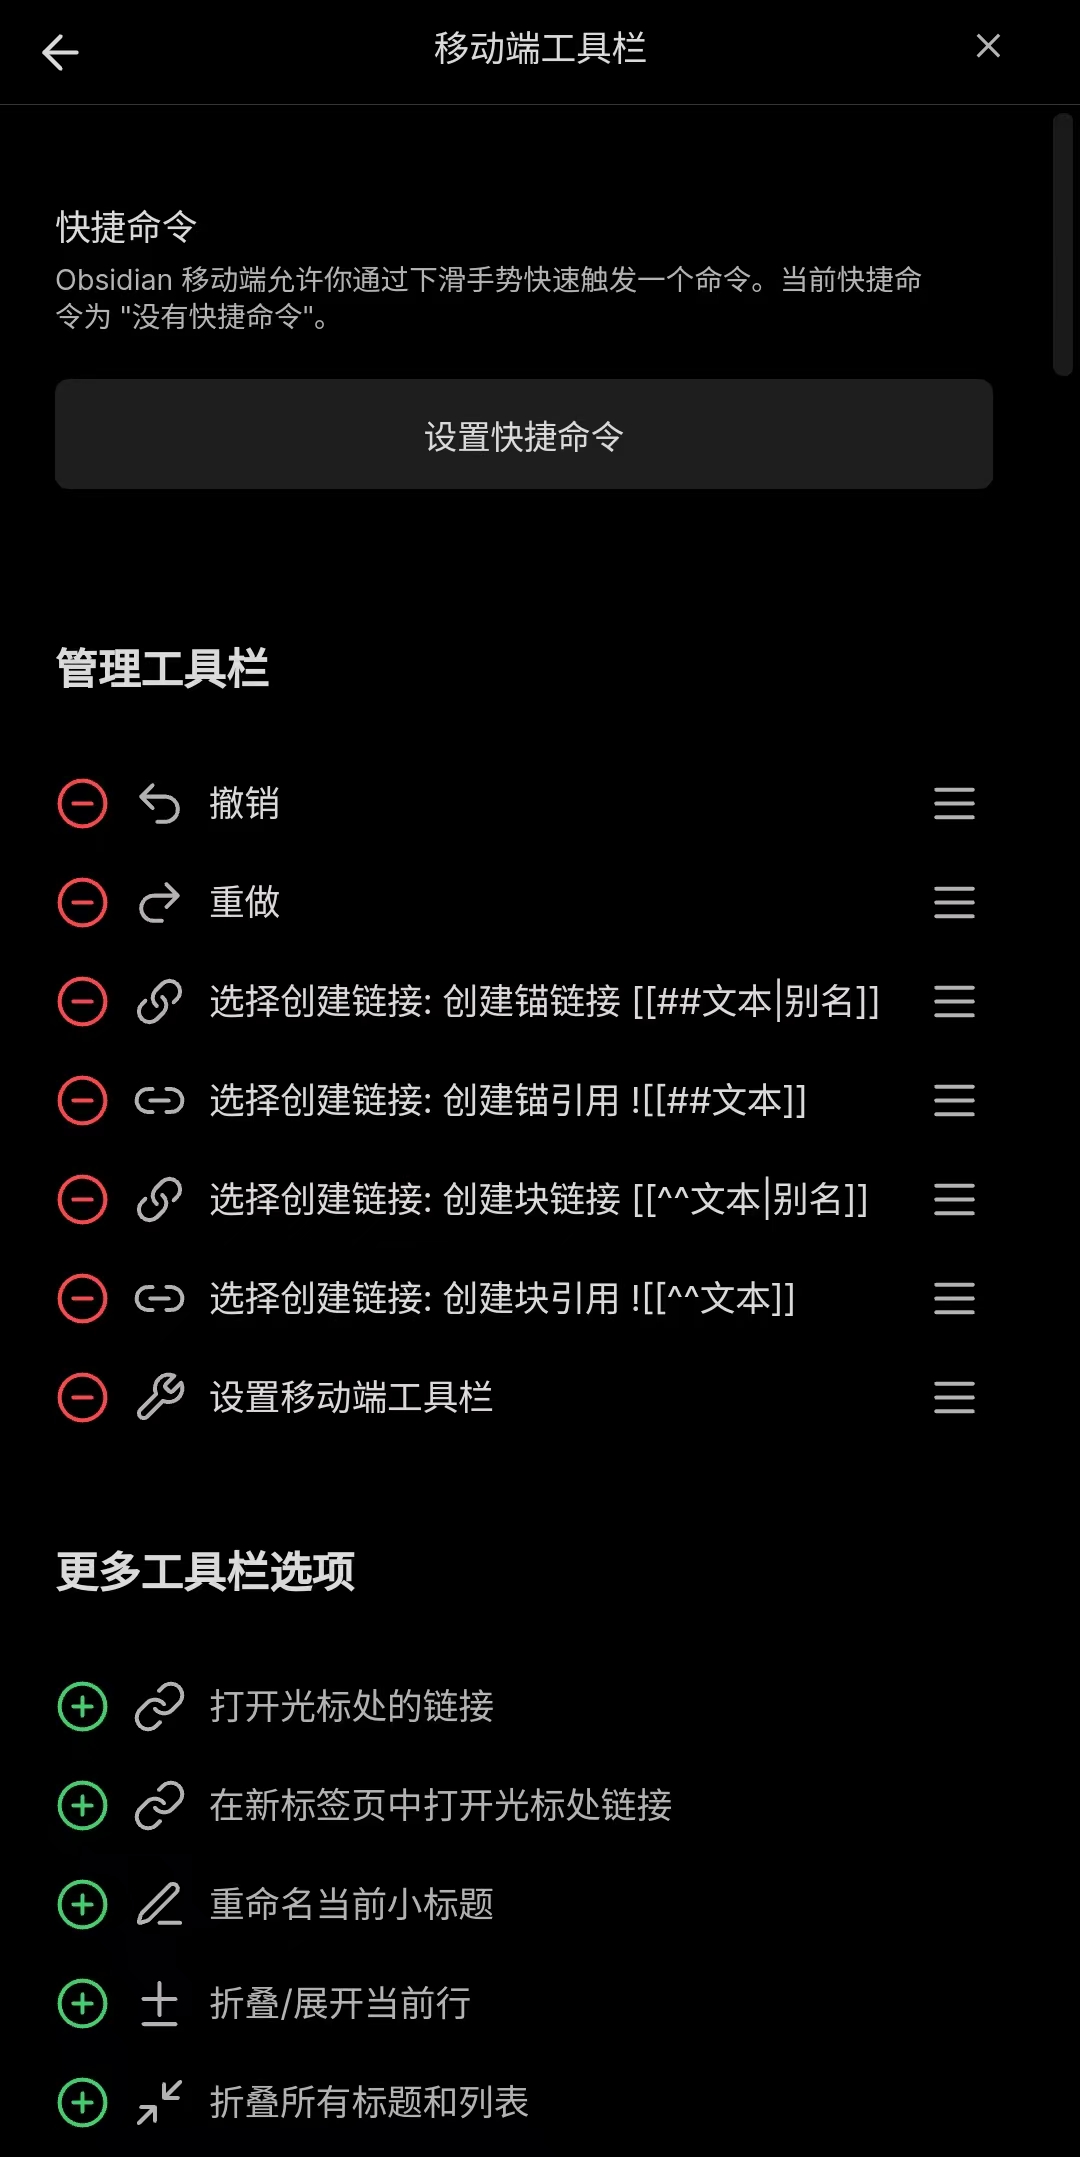 移动端工具栏
快捷命令
Obsidian 移动端允许你通过下滑手势快速触发一个命令。当前快捷命
令为 "没有快捷命令"。
设置快捷命令
管理工具栏
撤销
重做
选择创建链接: 创建锚链接 [[##文本|别名]]
选择创建链接: 创建锚引用 ![[##文本]]
选择创建链接: 创建块链接 [[^^文本|别名]]
选择创建链接: 创建块引用 ![[^^文本]]
设置移动端工具栏
更多工具栏选项
打开光标处的链接
在新标签页中打开光标处链接
重命名当前小标题
折叠/展开当前行
折叠所有标题和列表